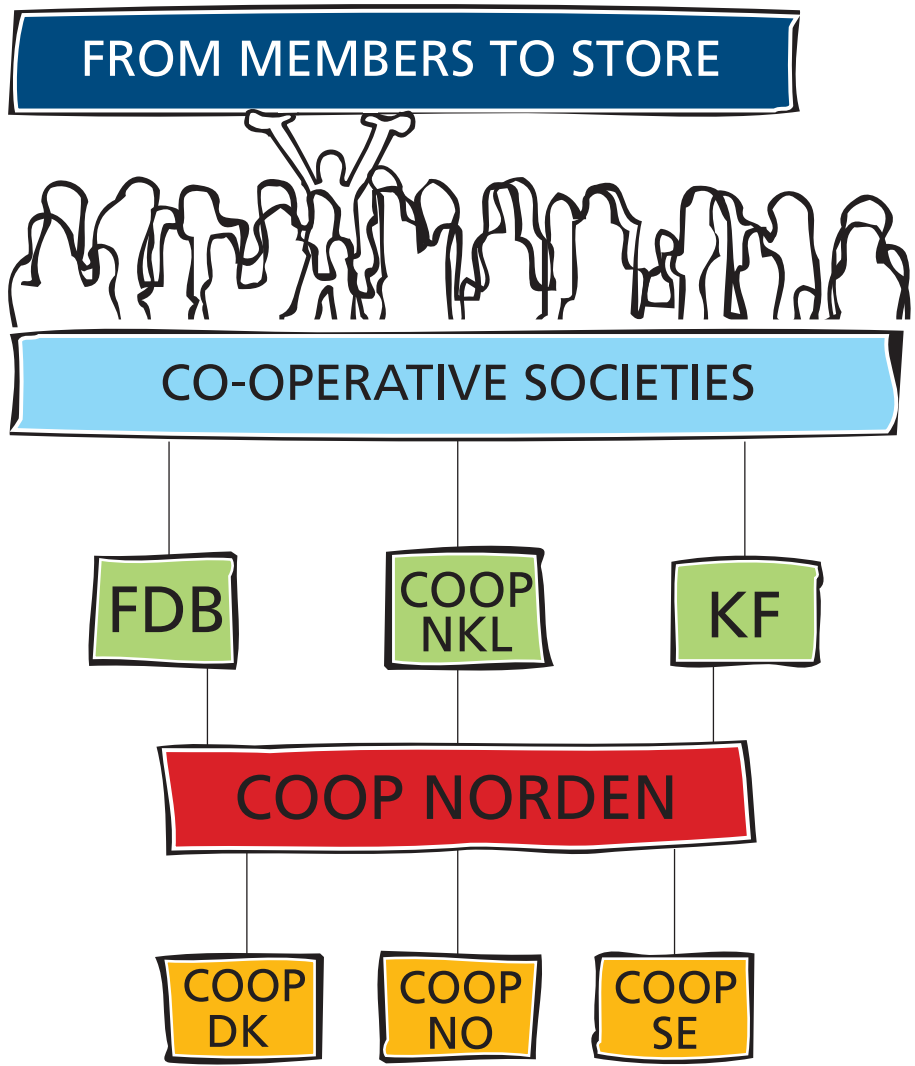 FROM MEMBERS TO STORE
CO-OPERATIVE SOCIETIES
FDB
COOP
NKL
KF
COOP NORDEN
COOP
DK
COOP
NO
COOP
SE